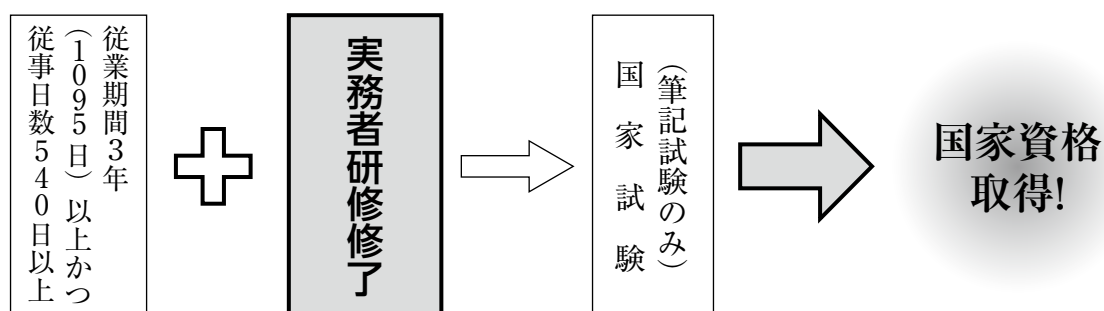 従業期間3年
（1095日）以上かつ
従事日数540日以上
実務者研修修了
国家試験
（筆記試験のみ）
国家資格
取得!